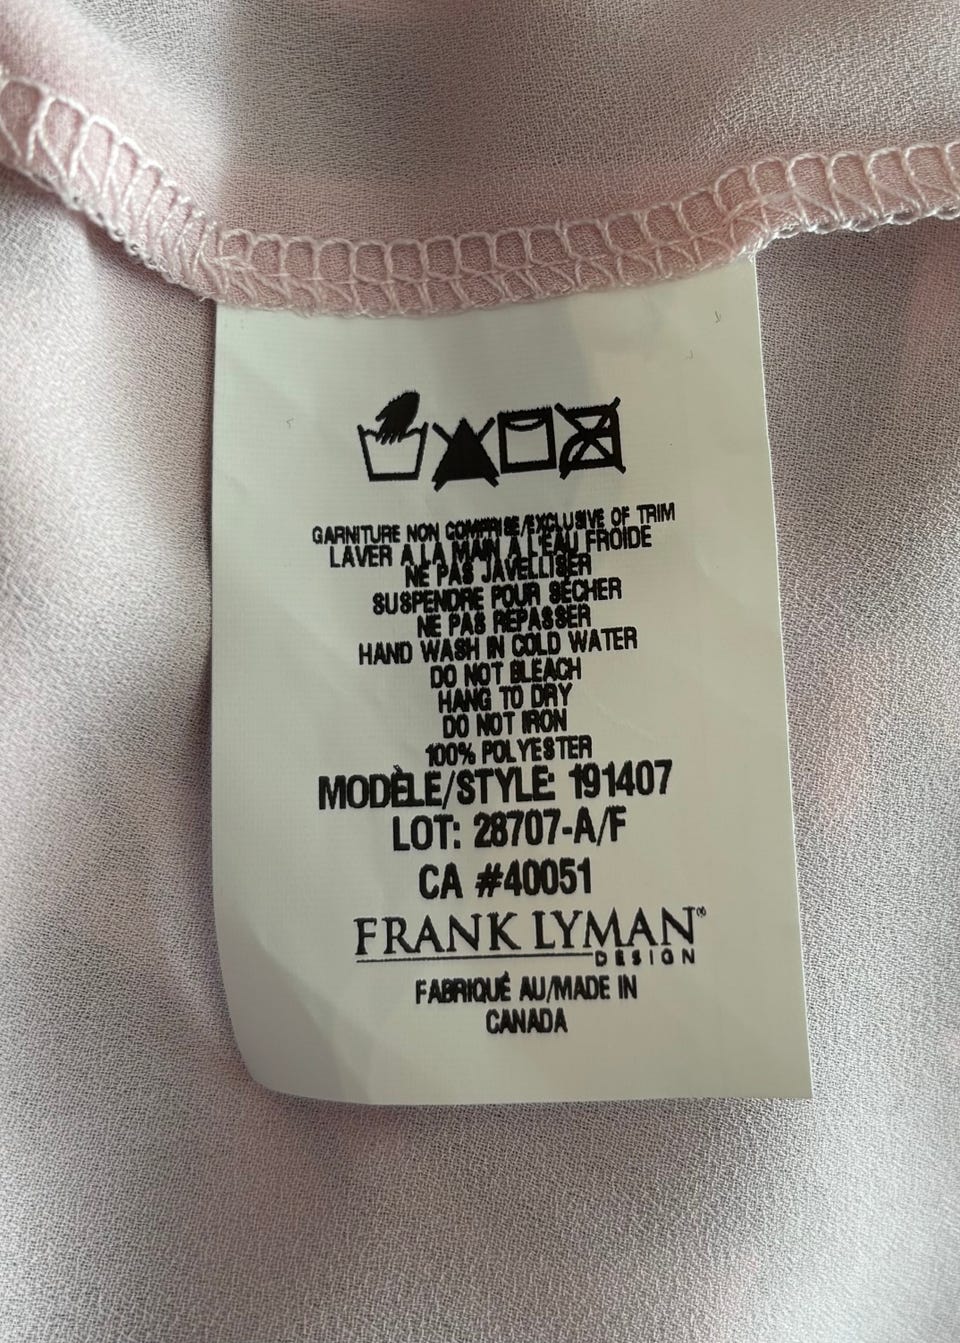 GARNITURE NON COMPRISE/EXCLUSIVE OF TRIM
LAVER A LA MAIN A L'EAU FROIDE
NE PAS JAVELLISER
SUSPENDRE POUR SÉCHER
NE PAS REPASSER
HAND WASH IN COLD WATER
DO NOT BLEACH
HANG TO DRY
DO NOT IRON
100% POLYESTER
MODÈLE/STYLE: 191407
LOT: 28707-A/F
CA #40051
FRANK LYMAN®
DESIGN
FABRIQUÉ AU/MADE IN
CANADA